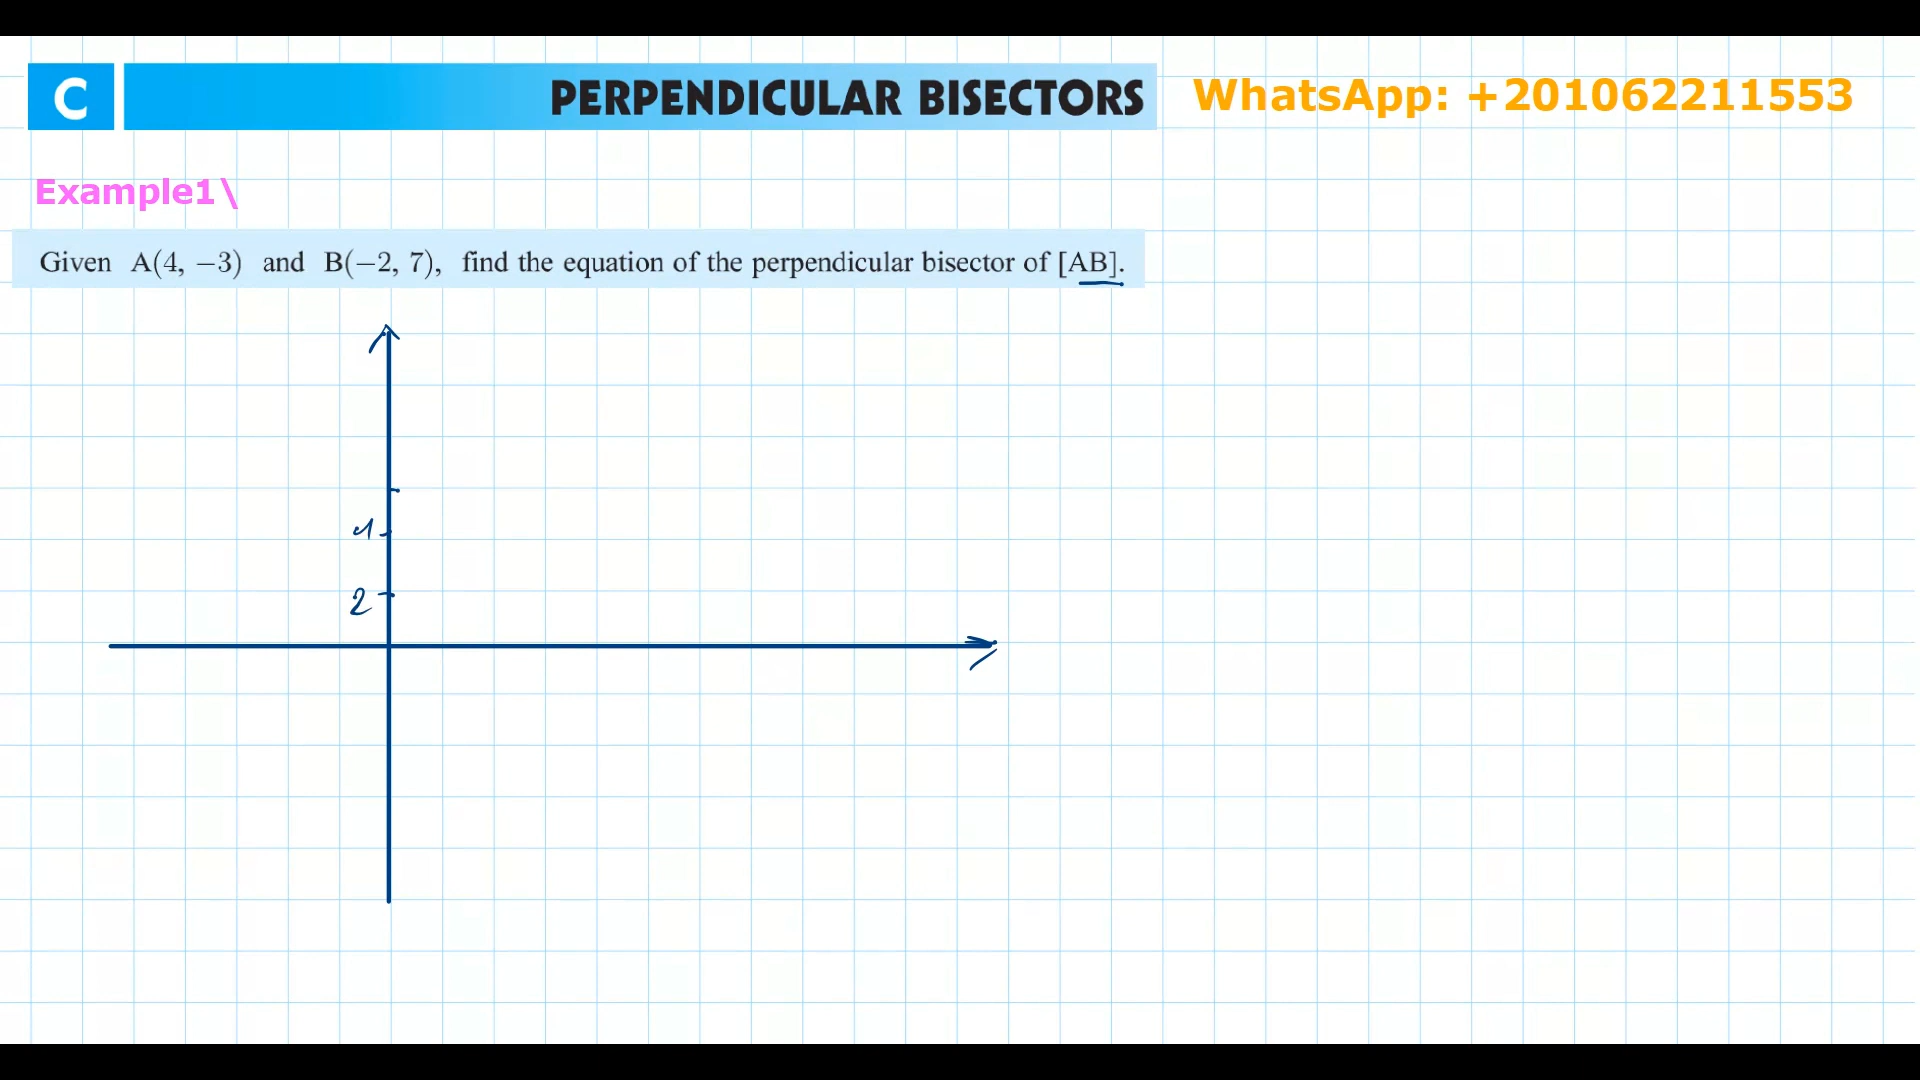 C PERPENDICULAR BISECTORS WhatsApp: +201062211553
Example1\
Given A(4, −3) and B(−2, 7), find the equation of the perpendicular bisector of [AB].
4
2